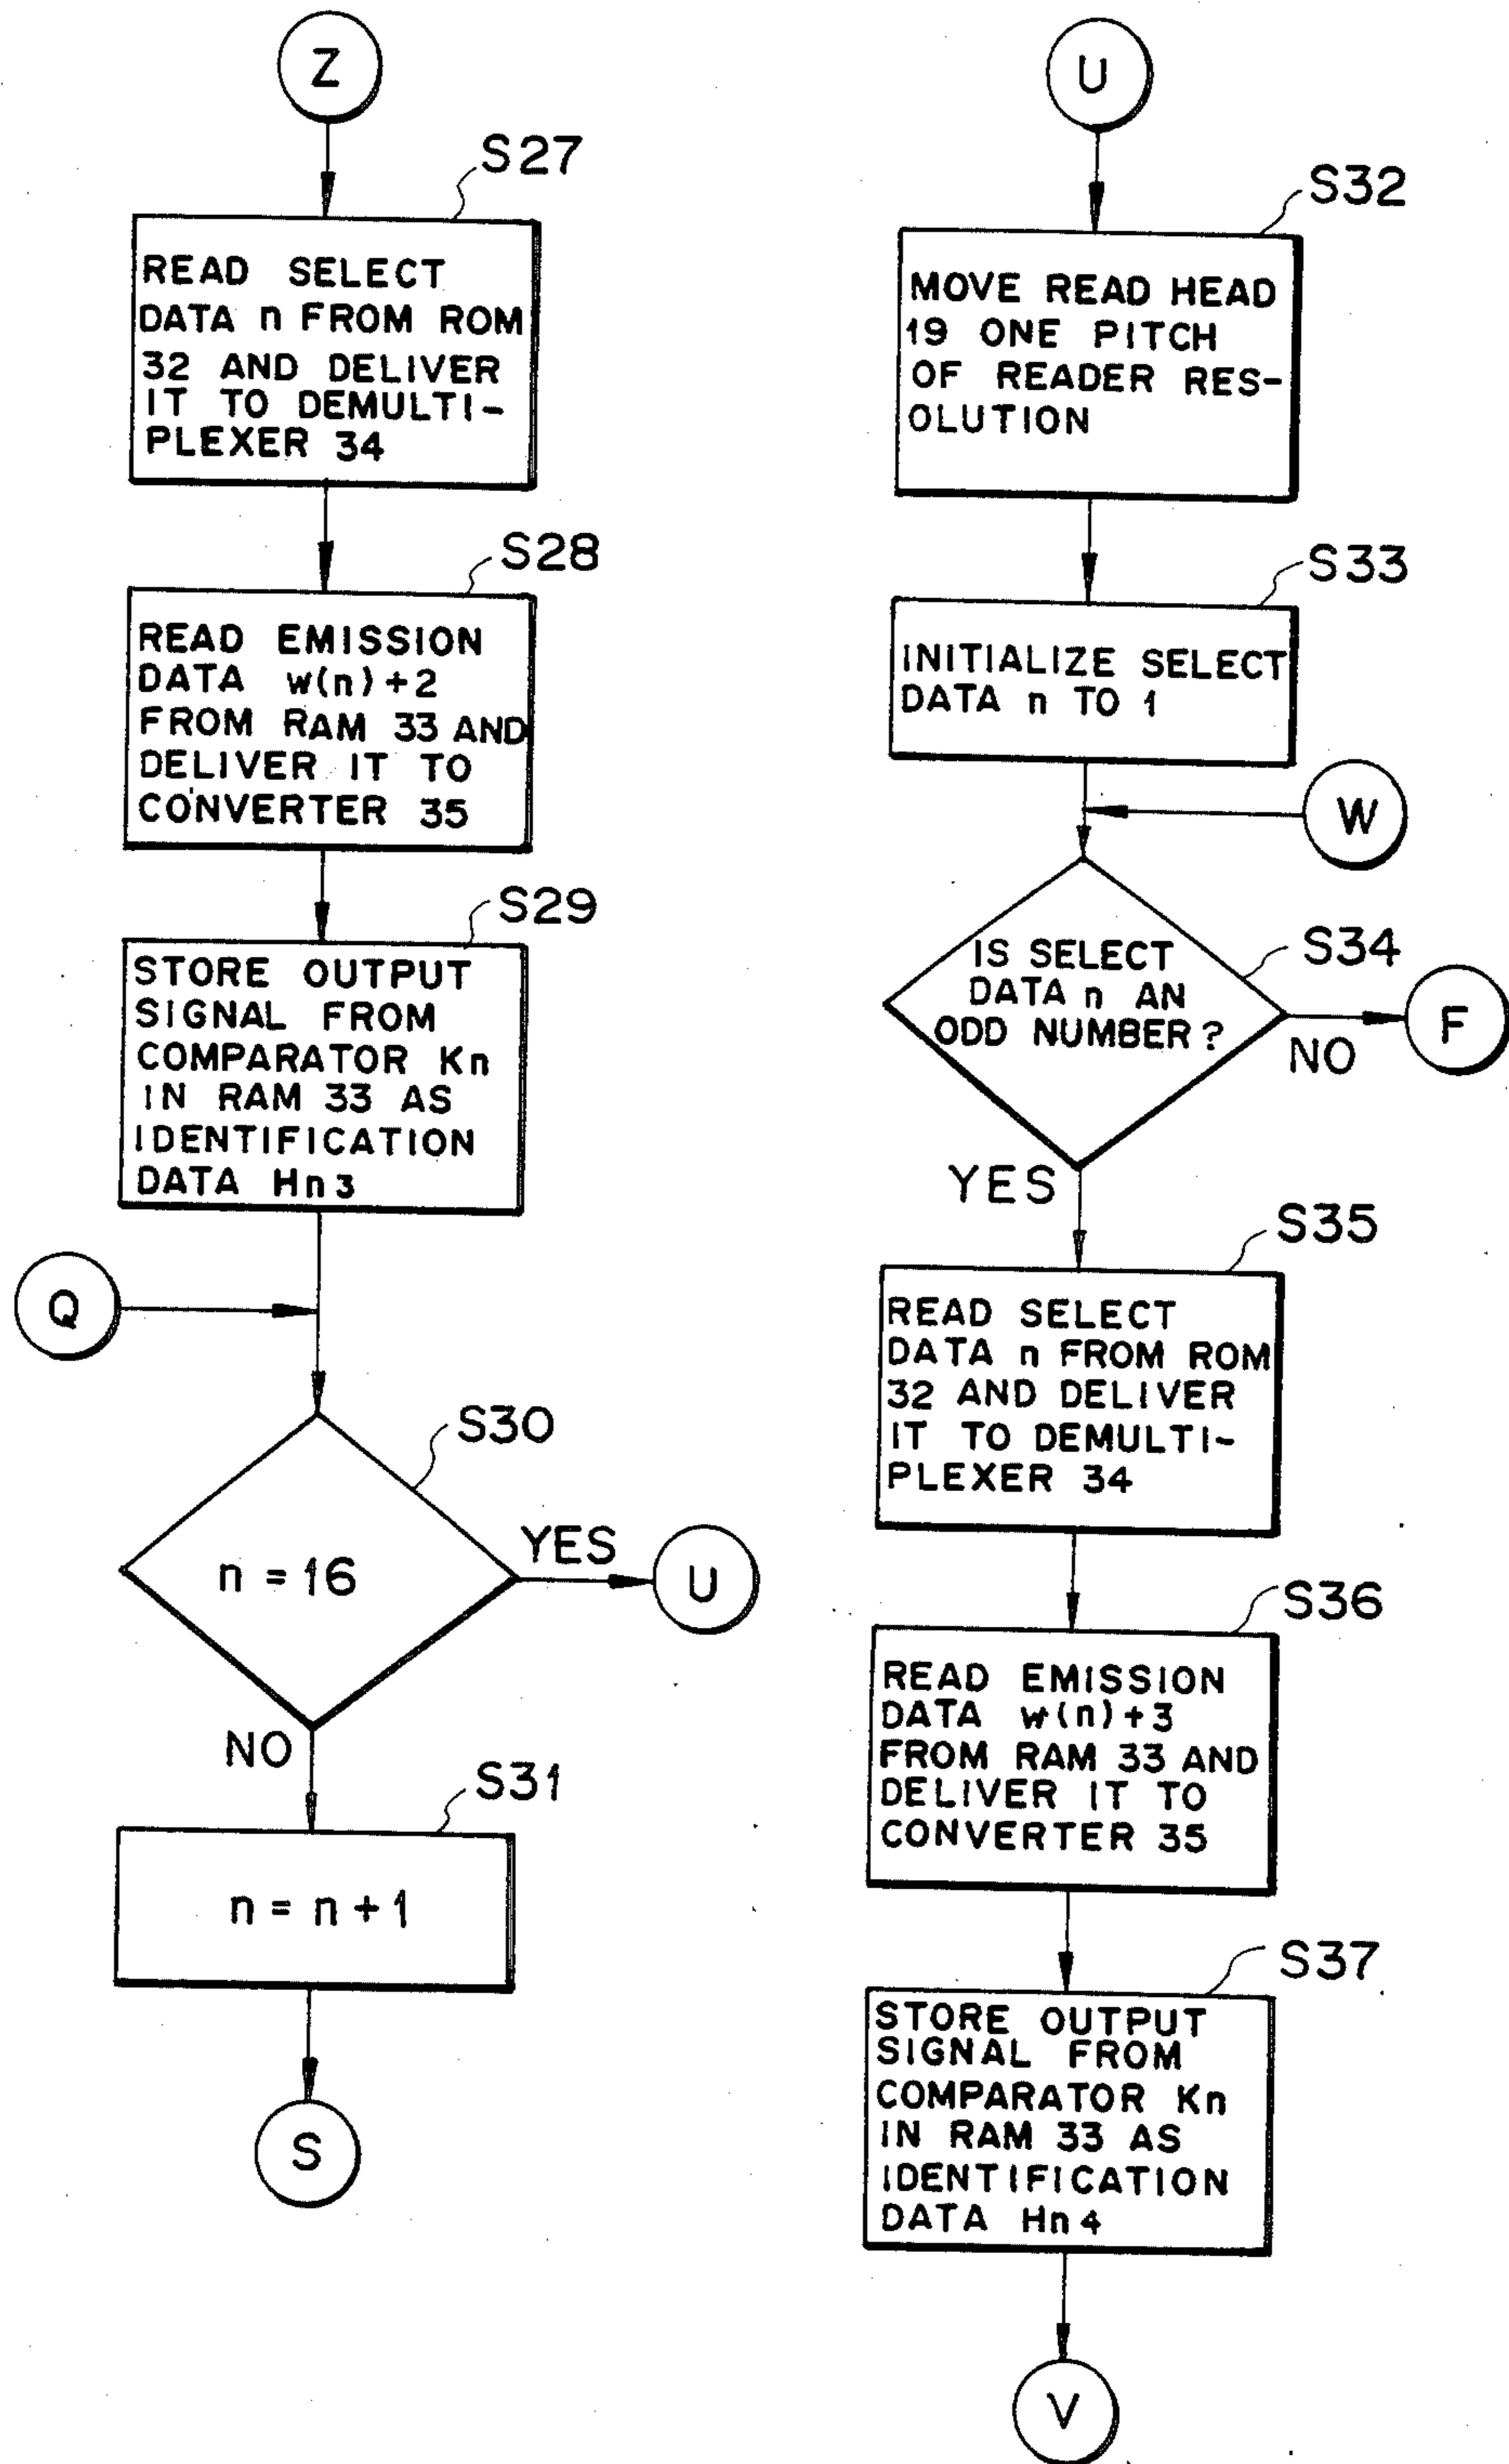 Z
S27
READ SELECT
DATA n FROM ROM
32 AND DELIVER
IT TO DEMULTI-
PLEXER 34
S28
READ EMISSION
DATA w(n)+2
FROM RAM 33 AND
DELIVER IT TO
CONVERTER 35
S29
STORE OUTPUT
SIGNAL FROM
COMPARATOR Kn
IN RAM 33 AS
IDENTIFICATION
DATA Hn3
Q
S30
n = 16
YES
U
NO
S31
n = n + 1
S
U
S32
MOVE READ HEAD
19 ONE PITCH
OF READER RES-
OLUTION
S33
INITIALIZE SELECT
DATA n TO 1
W
S34
IS SELECT
DATA n AN
ODD NUMBER?
NO
F
YES
S35
READ SELECT
DATA n FROM ROM
32 AND DELIVER
IT TO DEMULTI-
PLEXER 34
S36
READ EMISSION
DATA w(n)+3
FROM RAM 33 AND
DELIVER IT TO
CONVERTER 35
S37
STORE OUTPUT
SIGNAL FROM
COMPARATOR Kn
IN RAM 33 AS
IDENTIFICATION
DATA Hn4
V